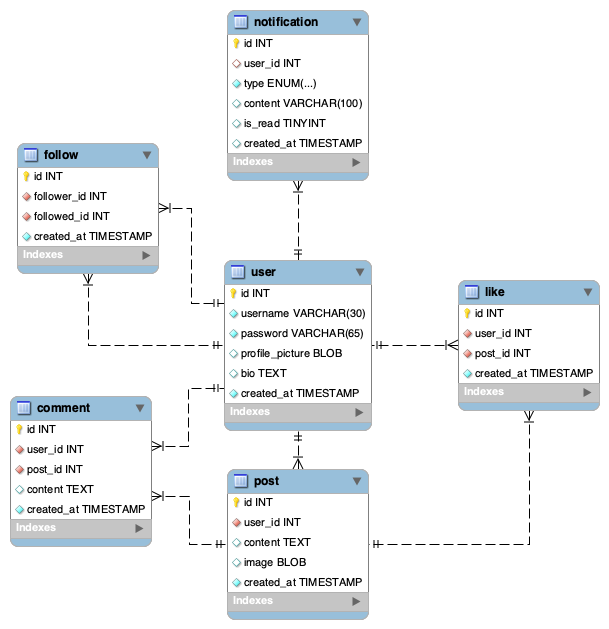 notification
id INT
user_id INT
type ENUM(...)
content VARCHAR(100)
is_read TINYINT
created_at TIMESTAMP
Indexes
follow
id INT
follower_id INT
followed_id INT
created_at TIMESTAMP
Indexes
user
id INT
username VARCHAR(30)
password VARCHAR(65)
profile_picture BLOB
bio TEXT
created_at TIMESTAMP
Indexes
like
id INT
user_id INT
post_id INT
created_at TIMESTAMP
Indexes
comment
id INT
user_id INT
post_id INT
content TEXT
created_at TIMESTAMP
Indexes
post
id INT
user_id INT
content TEXT
image BLOB
created_at TIMESTAMP
Indexes